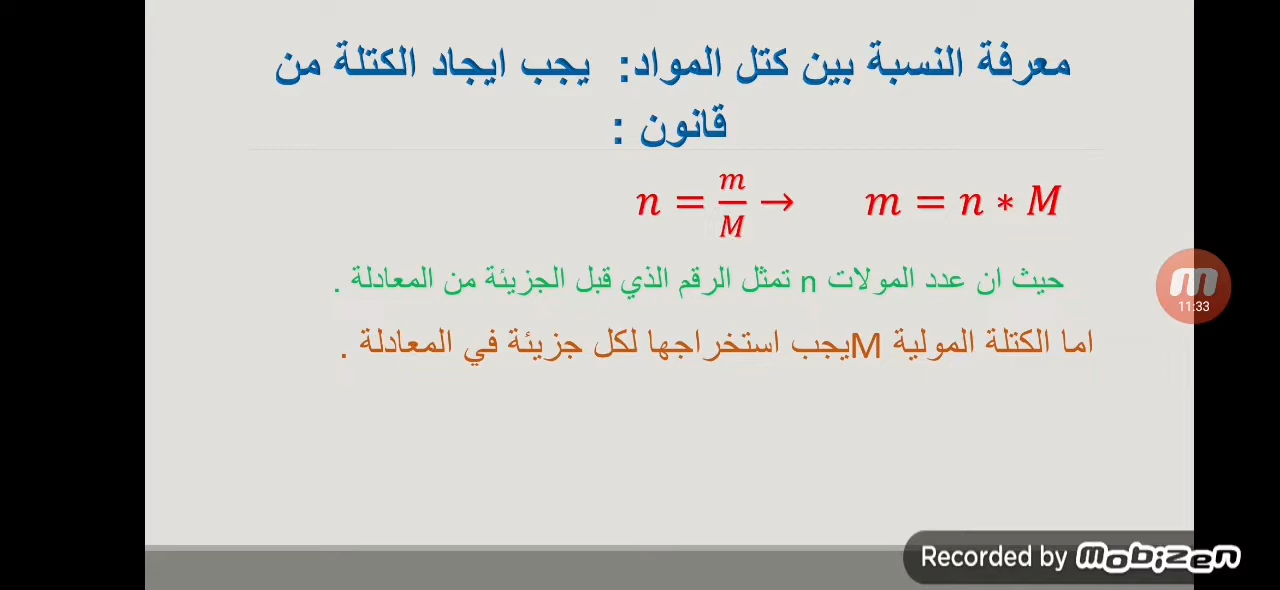 معرفة النسبة بين كتل المواد: يجب ايجاد الكتلة من
قانون :
n = m/M → m = n * M
حيث ان عدد المولات n تمثل الرقم الذي قبل الجزيئة من المعادلة .
اما الكتلة المولية Mيجب استخراجها لكل جزيئة في المعادلة .
11:33
Recorded by mobizen